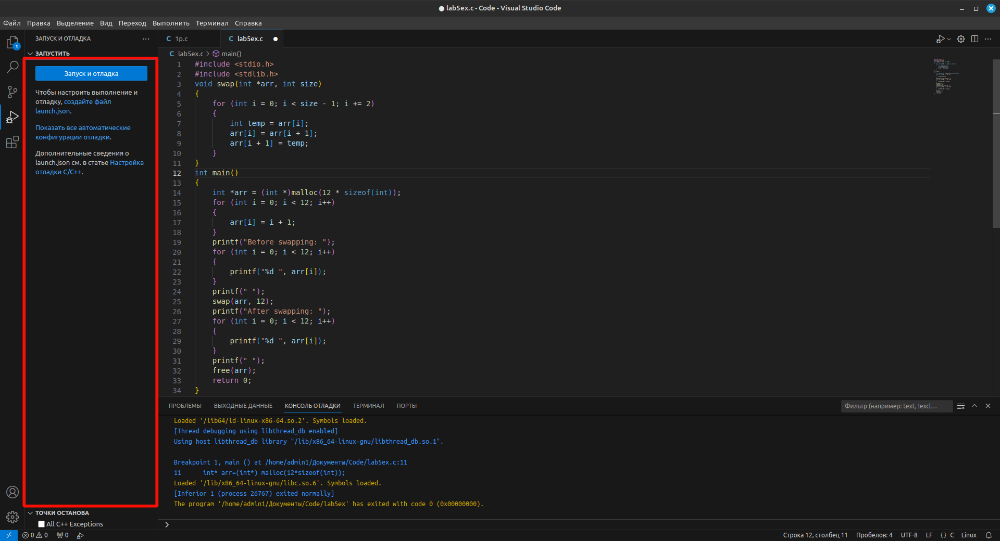 lab5ex.c - Code - Visual Studio Code
Файл Правка Выделение Вид Переход Выполнить Терминал Справка
ЗАПУСК И ОТЛАДКА
ЗАПУСТИТЬ
Запуск и отладка
Чтобы настроить выполнение и
отладку, создайте файл
launch.json.
Показать все автоматические
конфигурации отладки.
Дополнительные сведения о
launch.json см. в статье Настройка
отладки C/C++.
ТОЧКИ ОСТАНОВА
All C++ Exceptions
1
C 1p.c
C lab5ex.c
C lab5ex.c > main()
1 #include <stdio.h>
2 #include <stdlib.h>
3 void swap(int *arr, int size)
4 {
5 for (int i = 0; i < size - 1; i += 2)
6 {
7 int temp = arr[i];
8 arr[i] = arr[i + 1];
9 arr[i + 1] = temp;
10 }
11 }
12 int main()
13 {
14 int *arr = (int *)malloc(12 * sizeof(int));
15 for (int i = 0; i < 12; i++)
16 {
17 arr[i] = i + 1;
18 }
19 printf("Before swapping: ");
20 for (int i = 0; i < 12; i++)
21 {
22 printf("%d ", arr[i]);
23 }
24 printf(" ");
25 swap(arr, 12);
26 printf("After swapping: ");
27 for (int i = 0; i < 12; i++)
28 {
29 printf("%d ", arr[i]);
30 }
31 printf(" ");
32 free(arr);
33 return 0;
34 }
ПРОБЛЕМЫ ВЫХОДНЫЕ ДАННЫЕ КОНСОЛЬ ОТЛАДКИ ТЕРМИНАЛ ПОРТЫ
Фильтр (например: text, !excl...
Loaded '/lib64/ld-linux-x86-64.so.2'. Symbols loaded.
[Thread debugging using libthread_db enabled]
Using host libthread_db library "/lib/x86_64-linux-gnu/libthread_db.so.1".
Breakpoint 1, main () at /home/admin1/Документы/Code/lab5ex.c:11
11 int* arr=(int*) malloc(12*sizeof(int));
Loaded '/lib/x86_64-linux-gnu/libc.so.6'. Symbols loaded.
[Inferior 1 (process 26767) exited normally]
The program '/home/admin1/Документы/Code/lab5ex' has exited with code 0 (0x00000000).
>
0 0 0
Строка 12, столбец 11 Пробелов: 4 UTF-8 LF {} C Linux